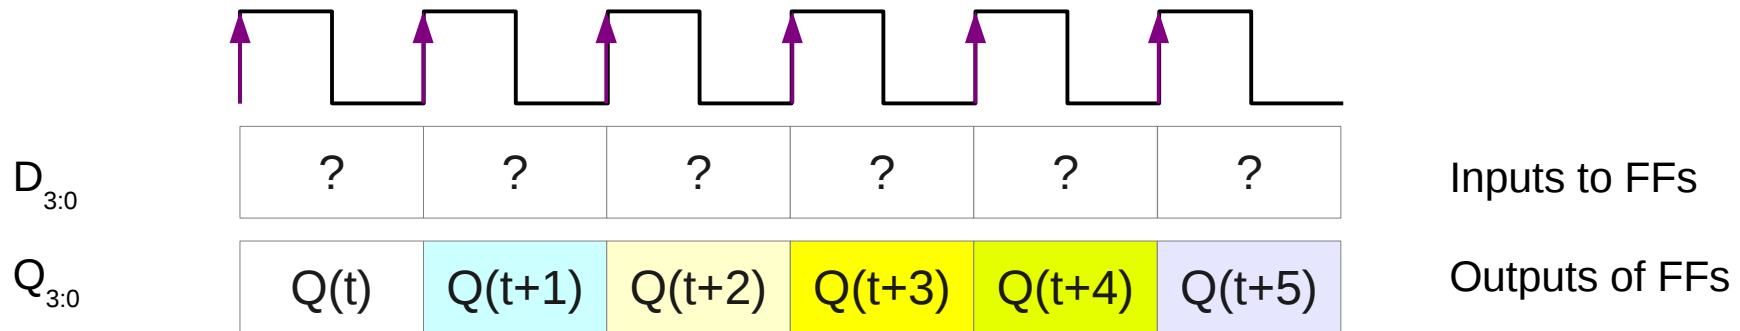 D3:0 ? ? ? ? ? ? Inputs to FFs
Q3:0 Q(t) Q(t+1) Q(t+2) Q(t+3) Q(t+4) Q(t+5) Outputs of FFs